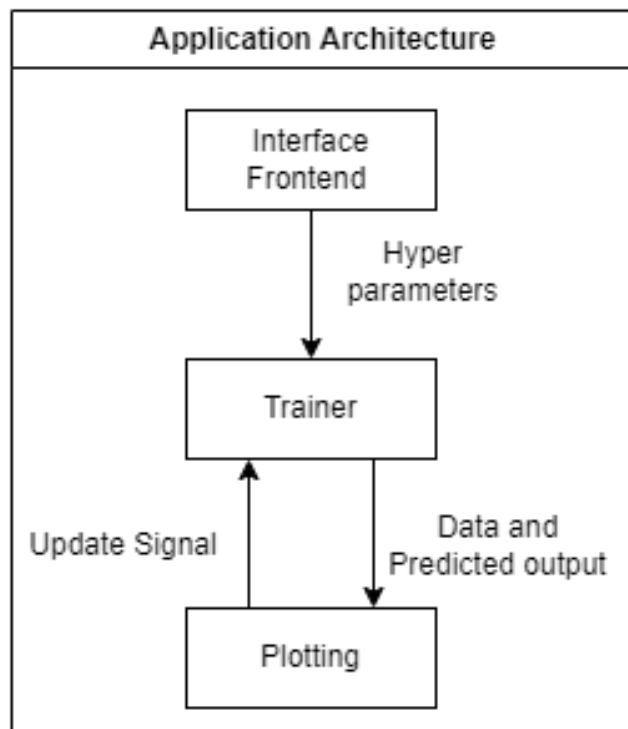 Application Architecture
Interface
Frontend
Hyper
parameters
Trainer
Update Signal
Data and
Predicted output
Plotting